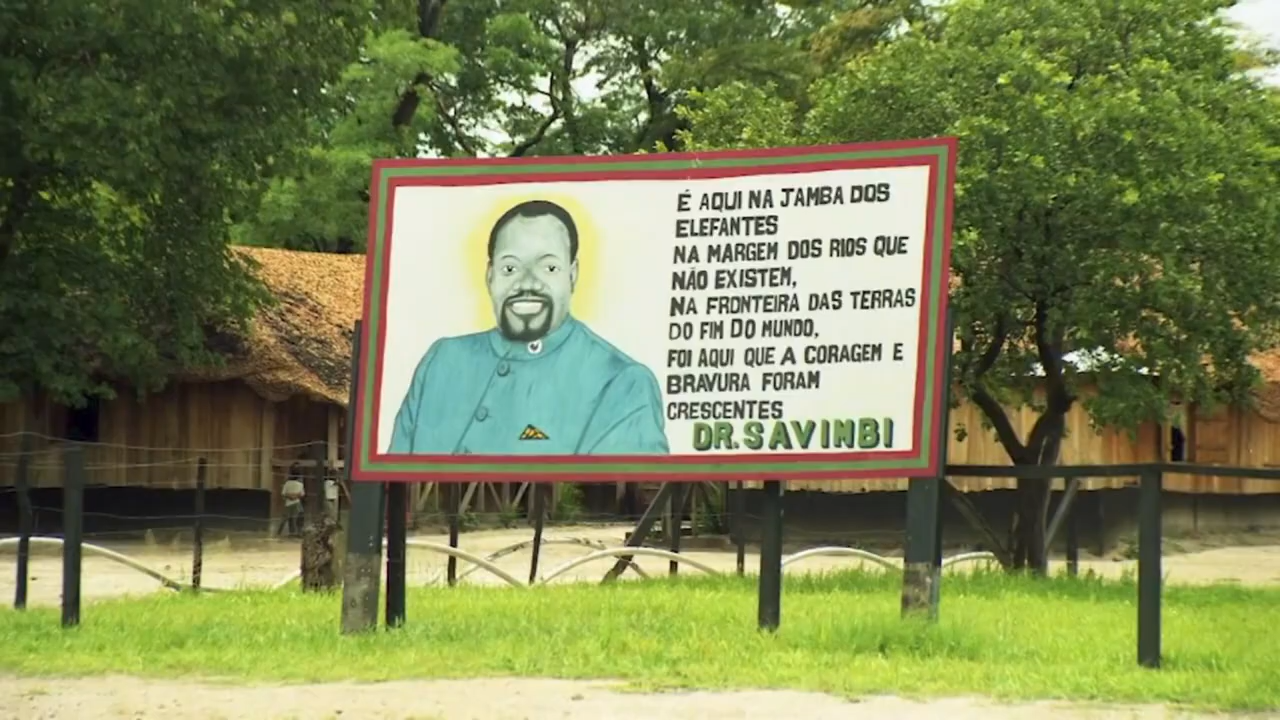 É AQUI NA JAMBA DOS
ELEFANTES
NA MARGEM DOS RIOS QUE
NÃO EXISTEM,
NA FRONTEIRA DAS TERRAS
DO FIM DO MUNDO,
FOI AQUI QUE A CORAGEM E
BRAVURA FORAM
CRESCENTES
DR. SAVIMBI